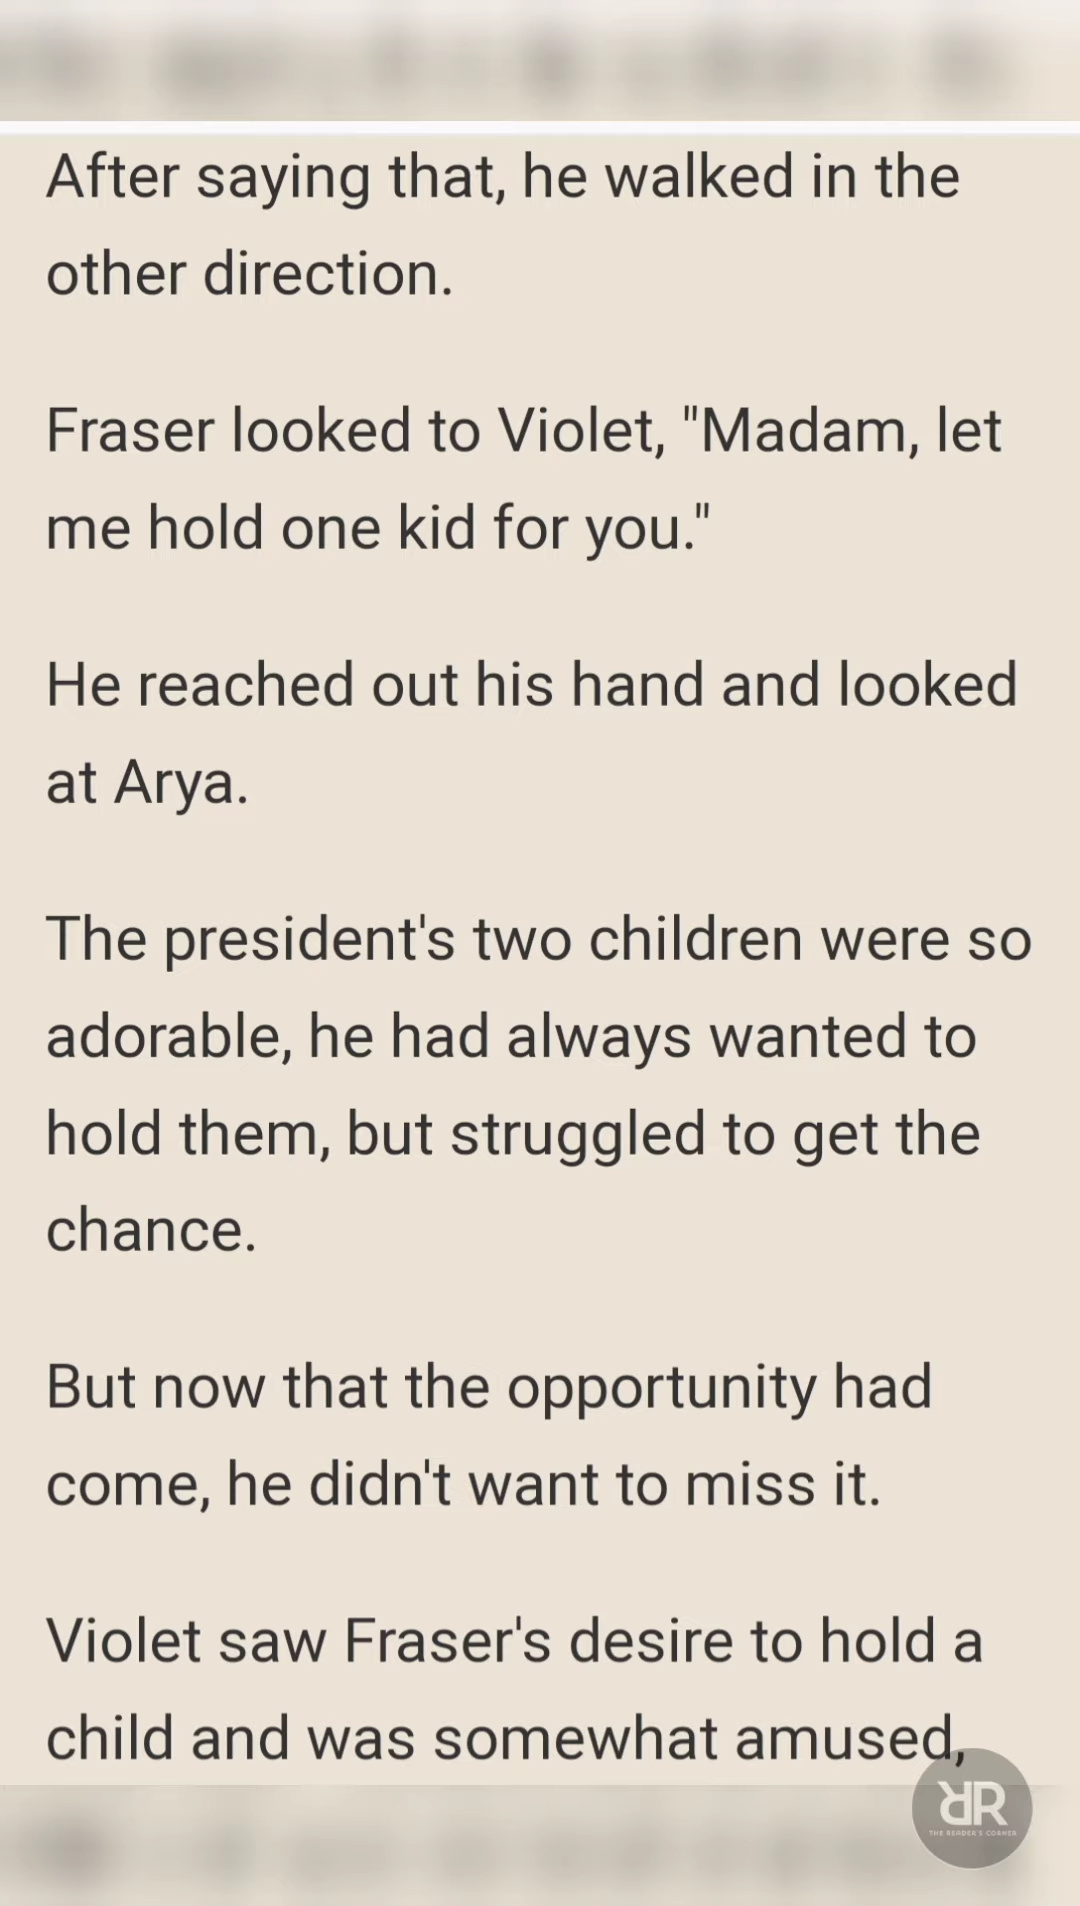 After saying that, he walked in the
other direction.
Fraser looked to Violet, "Madam, let
me hold one kid for you."
He reached out his hand and looked
at Arya.
The president's two children were so
adorable, he had always wanted to
hold them, but struggled to get the
chance.
But now that the opportunity had
come, he didn't want to miss it.
Violet saw Fraser's desire to hold a
child and was somewhat amused,
RR
THE READER'S CORNER